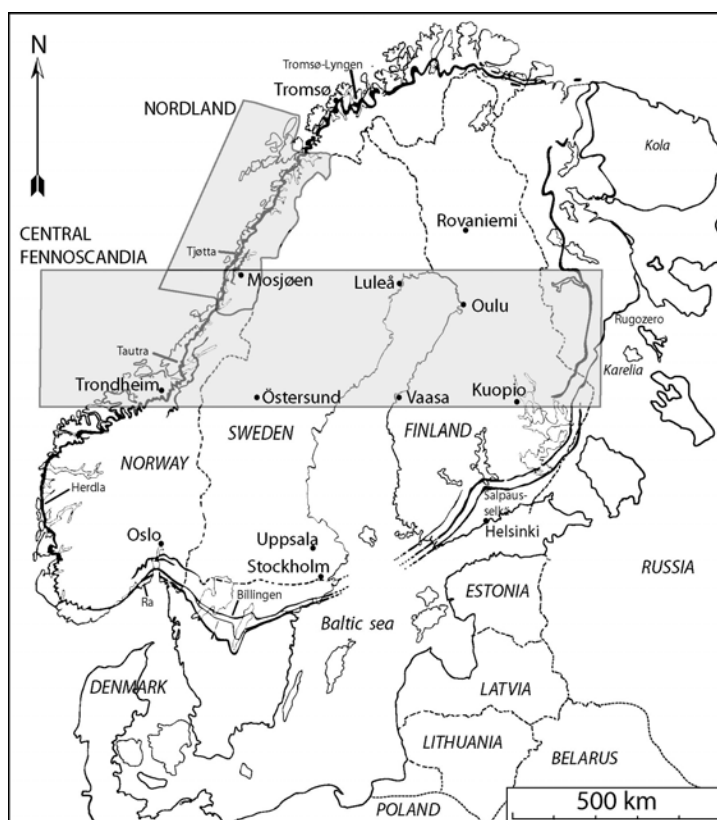 N
Tromsø-Lyngen
Tromsø
NORDLAND
Kola
Rovaniemi
CENTRAL
FENNOSCANDIA
Tjøtta
Mosjøen
Luleå
Oulu
Rugozero
Tautra
Karelia
Trondheim
Östersund
Vaasa
Kuopio
SWEDEN
FINLAND
NORWAY
Herdla
Salpaus-
selkä
Oslo
Uppsala
Helsinki
Stockholm
RUSSIA
ESTONIA
Ra
Billingen
Baltic sea
DENMARK
LATVIA
LITHUANIA
BELARUS
POLAND
500 km